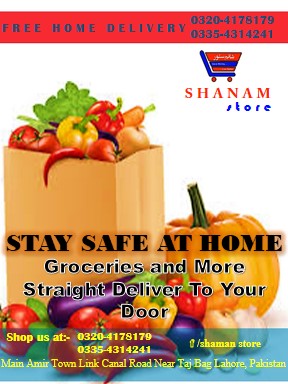 FREE HOME DELIVERY 0320-4178179
0335-4314241
SHANAM
store
STAY SAFE AT HOME
Groceries and More
Straight Deliver To Your
Door
Shop us at:- 0320-4178179
0335-4314241
/shaman store
Main Amir Town Link Canal Road Near Taj Bag Lahore, Pakistan